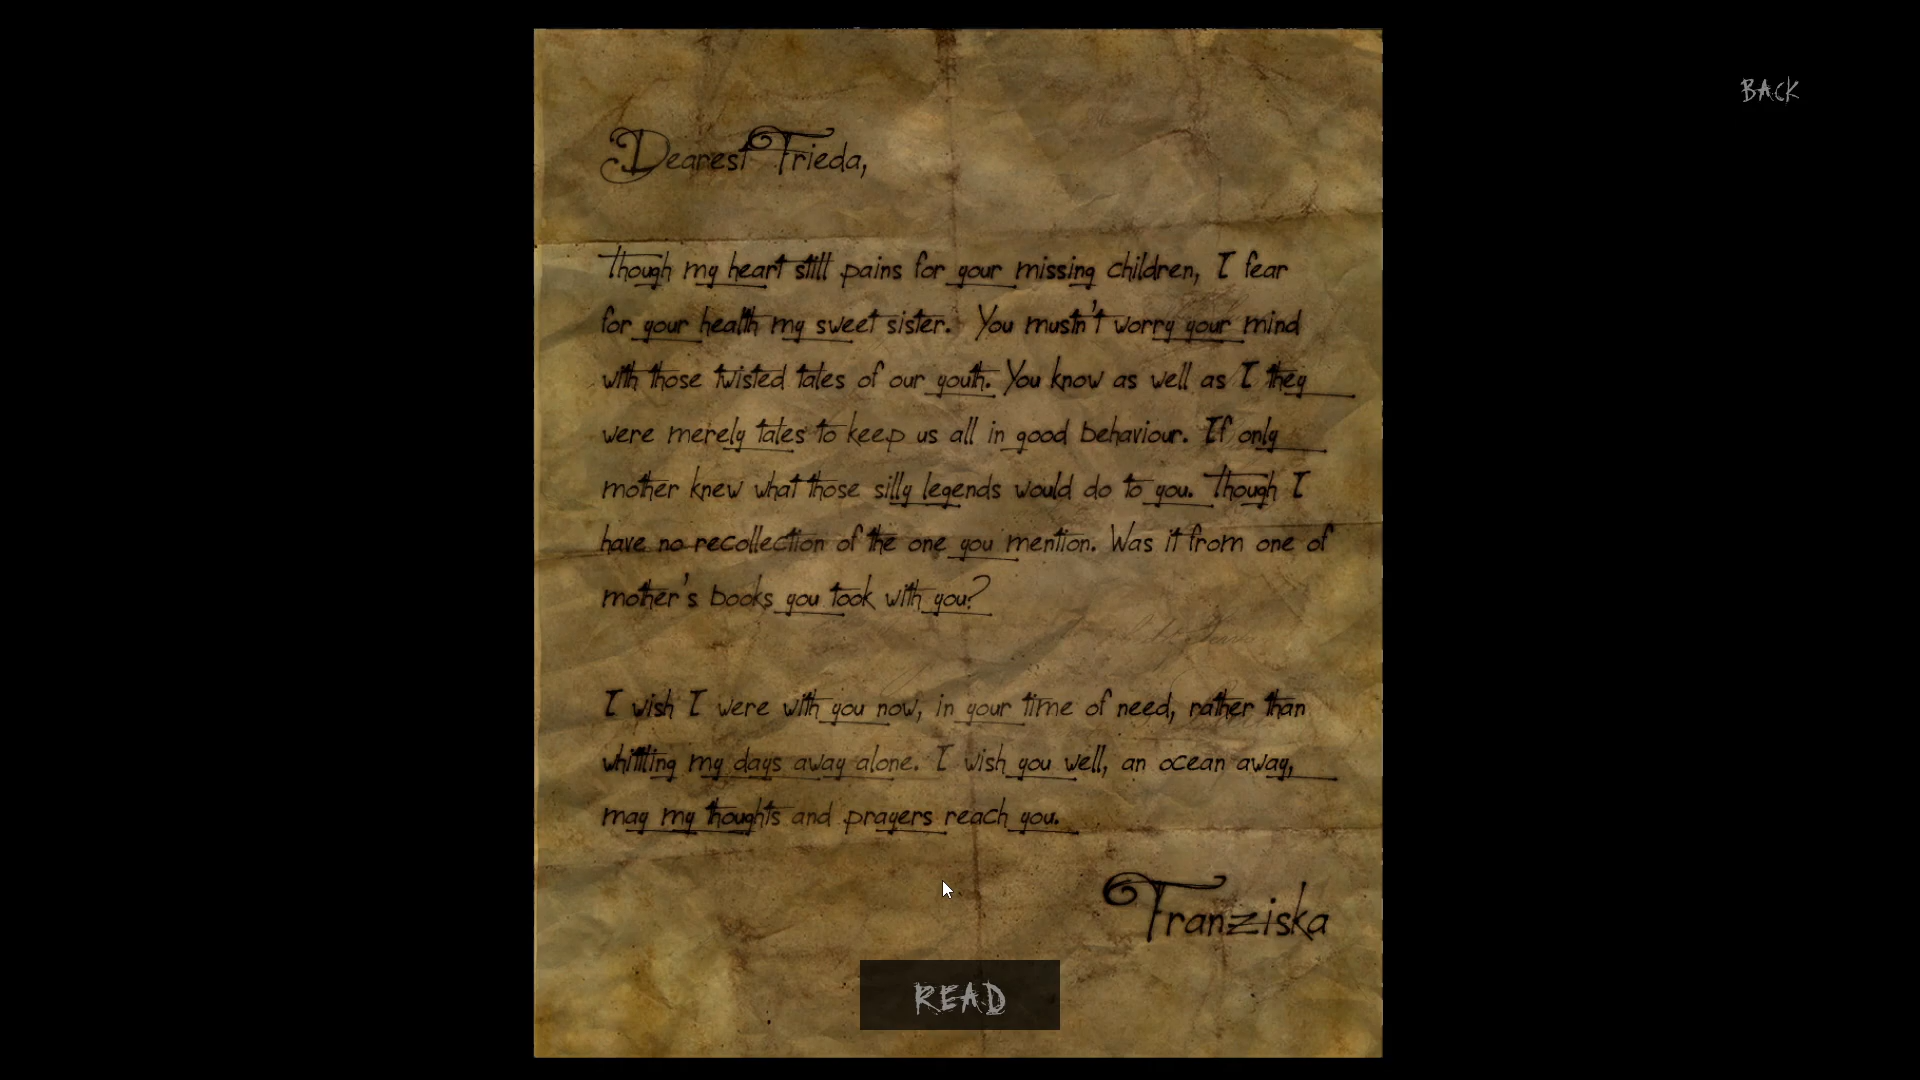 BACK
Dearest Frieda,
Though my heart still pains for your missing children, I fear
for your health my sweet sister. You mustn't worry your mind
with those twisted tales of our youth. You know as well as I they
were merely tales to keep us all in good behaviour. If only
mother knew what those silly legends would do to you. Though I
have no recollection of the one you mention. Was it from one of
mother's books you took with you?
I wish I were with you now, in your time of need, rather than
whittling my days away alone. I wish you well, an ocean away,
may my thoughts and prayers reach you.
Franziska
READ